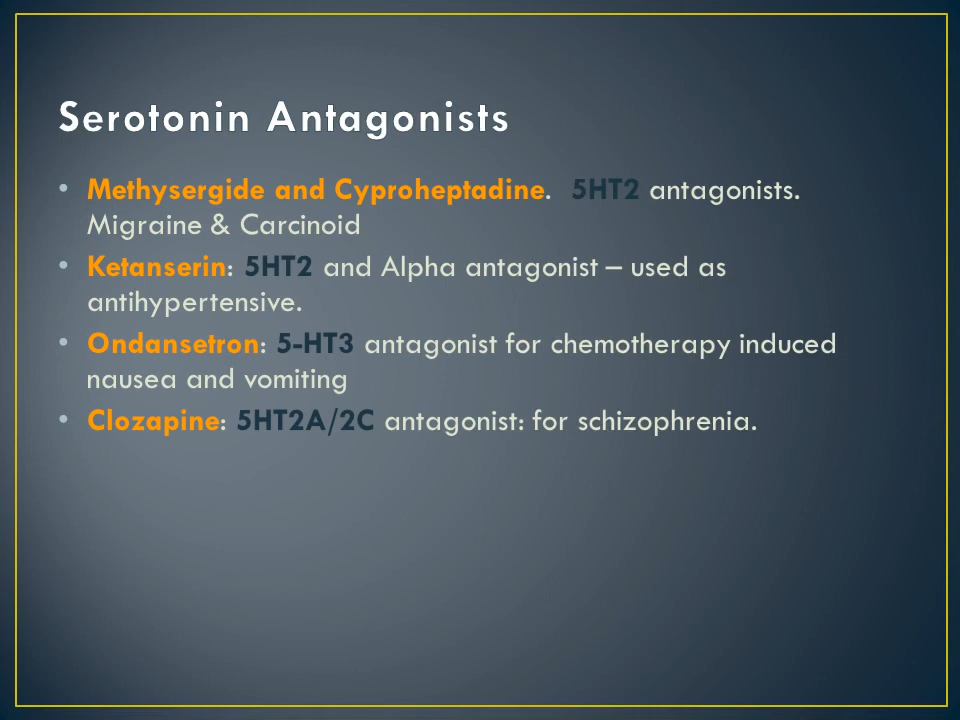 Serotonin Antagonists
• Methysergide and Cyproheptadine.  5HT2 antagonists.
Migraine & Carcinoid
• Ketanserin: 5HT2 and Alpha antagonist – used as
antihypertensive.
• Ondansetron: 5-HT3 antagonist for chemotherapy induced
nausea and vomiting
• Clozapine: 5HT2A/2C antagonist: for schizophrenia.